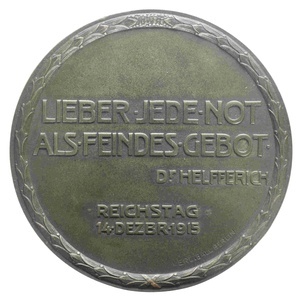 LIEBER·JEDE·NOT
ALS·FEINDES·GEBOT·
DR HELFFERICH
·REICHSTAG·
14·DEZBR·1915